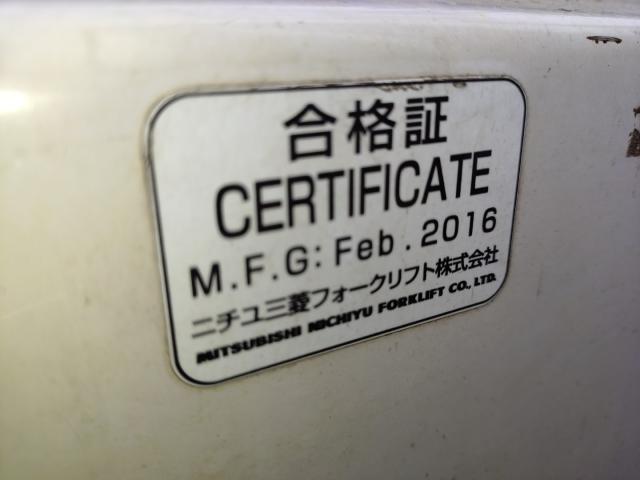 合格証
CERTIFICATE
M.F.G: Feb. 2016
ニチユ三菱フォークリフト株式会社
MITSUBISHI NICHIYU FORKLIFT CO., LTD.